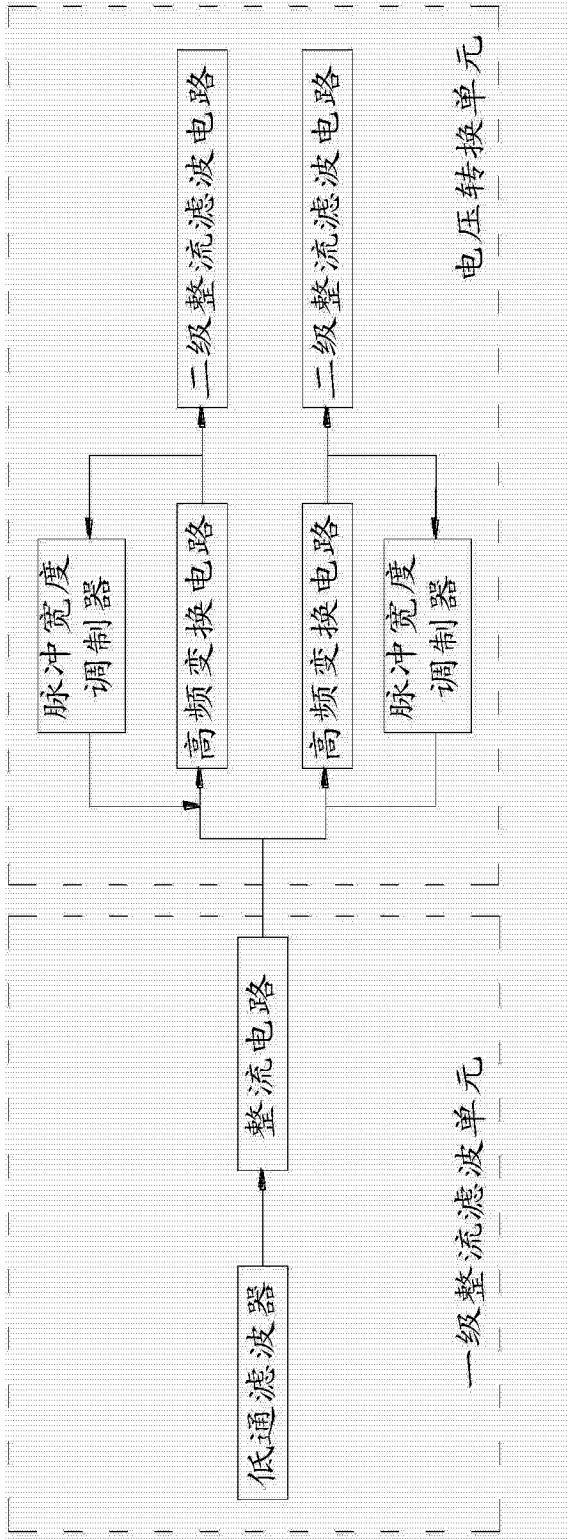 低通滤波器
整流电路
一级整流滤波单元
脉冲宽度
调制器
高频变换电路
高频变换电路
脉冲宽度
调制器
二级整流滤波电路
二级整流滤波电路
电压转换单元